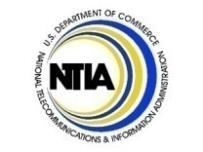 U.S. DEPARTMENT OF COMMERCE
NTIA
NATIONAL TELECOMMUNICATIONS & INFORMATION ADMINISTRATION